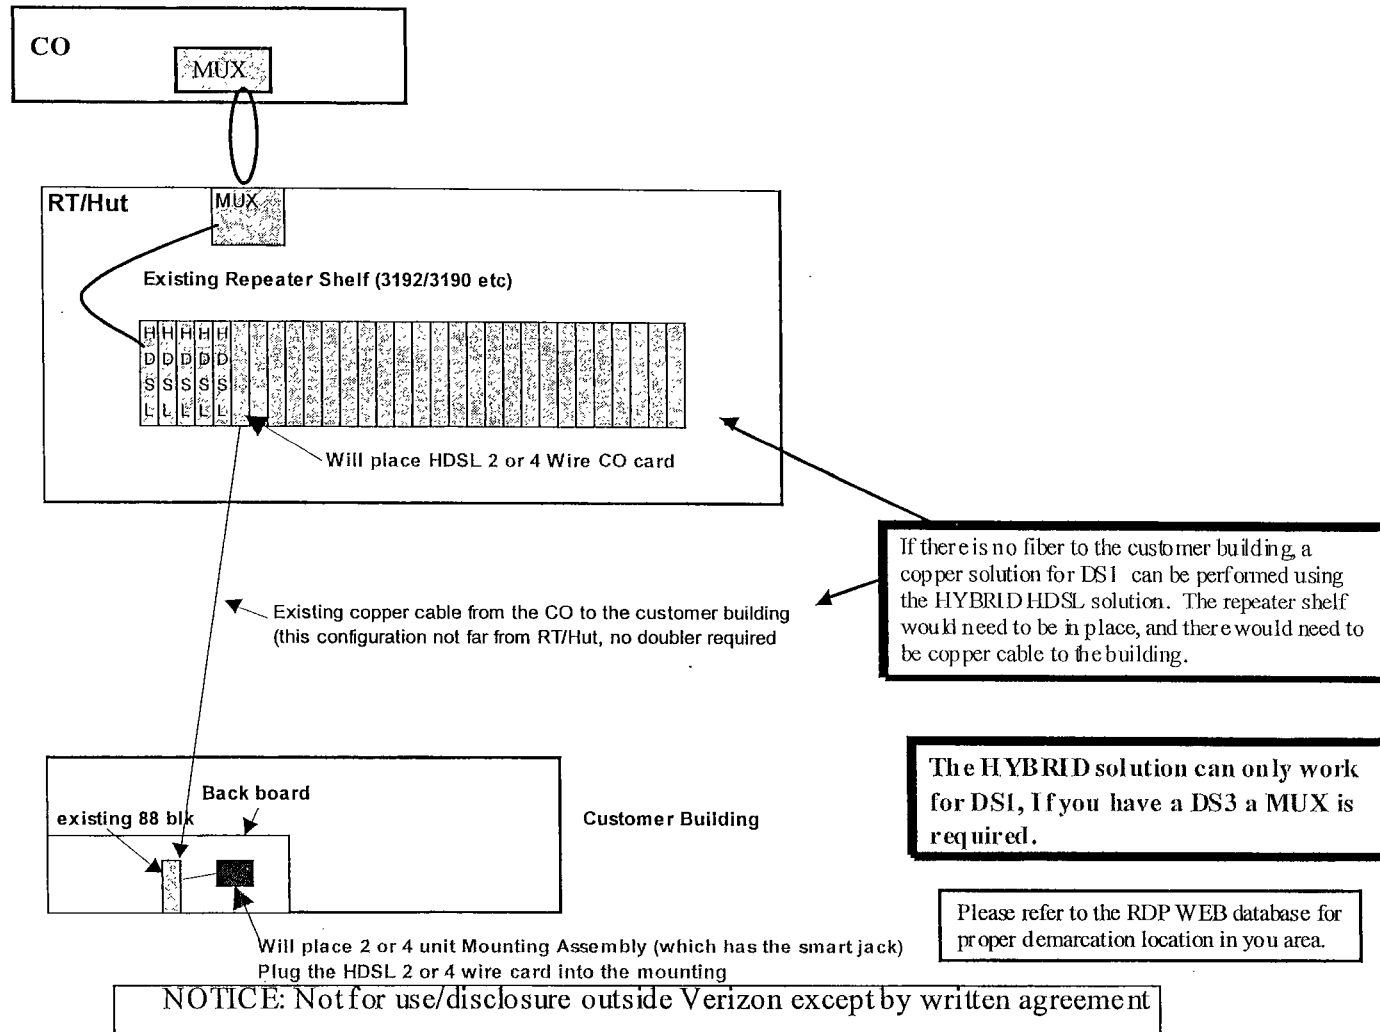 CO
MUX
RT/Hut
MUX
Existing Repeater Shelf (3192/3190 etc)
H H H H H
D D D D D
S S S S S
L L L L L
Will place HDSL 2 or 4 Wire CO card
If there is no fiber to the customer building, a
copper solution for DS1 can be performed using
the HYBRID HDSL solution. The repeater shelf
would need to be in place, and there would need to
be copper cable to the building.
Existing copper cable from the CO to the customer building
(this configuration not far from RT/Hut, no doubler required
The HYBRID solution can only work
for DS1, If you have a DS3 a MUX is
required.
Back board
existing 88 blk
Customer Building
Please refer to the RDP WEB database for
proper demarcation location in you area.
Will place 2 or 4 unit Mounting Assembly (which has the smart jack)
Plug the HDSL 2 or 4 wire card into the mounting
NOTICE: Not for use/disclosure outside Verizon except by written agreement